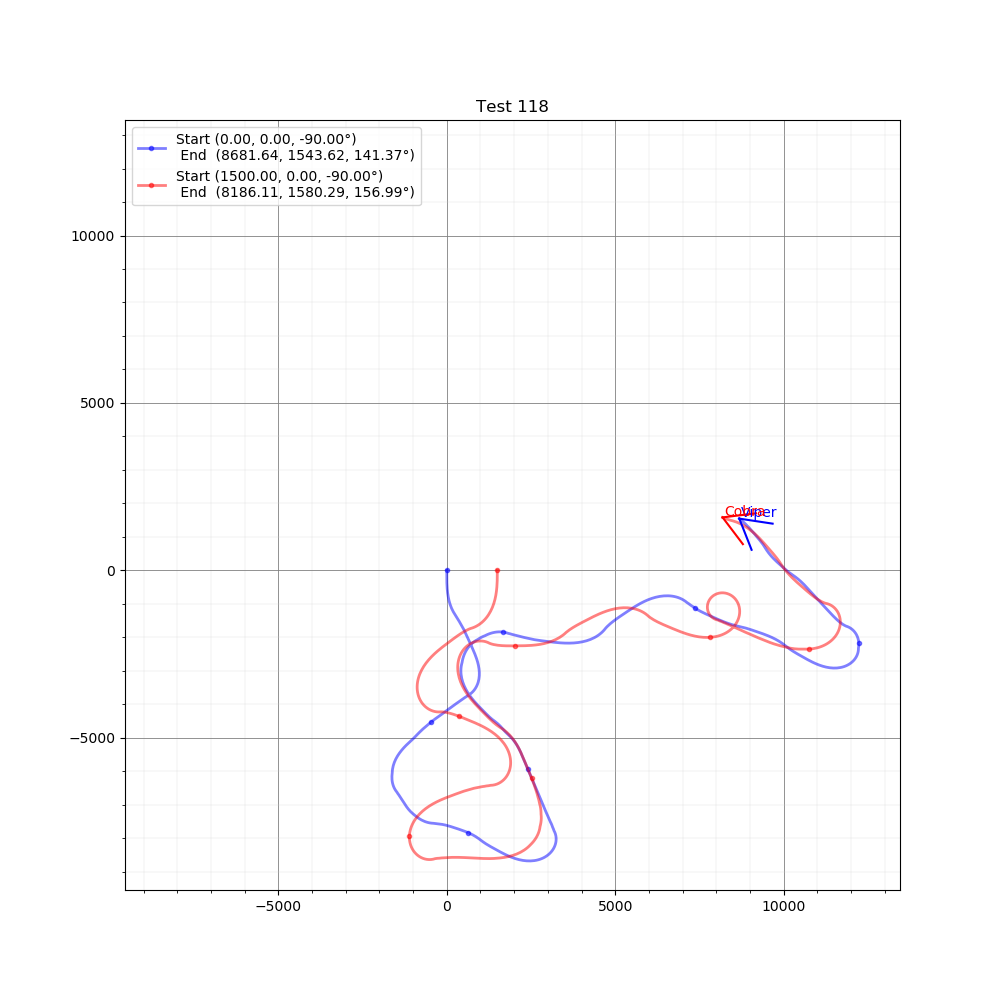 Test 118
Start (0.00, 0.00, -90.00°)
End (8681.64, 1543.62, 141.37°)
Start (1500.00, 0.00, -90.00°)
End (8186.11, 1580.29, 156.99°)
10000
5000
0
−5000
Cobra
Viper
−5000
0
5000
10000